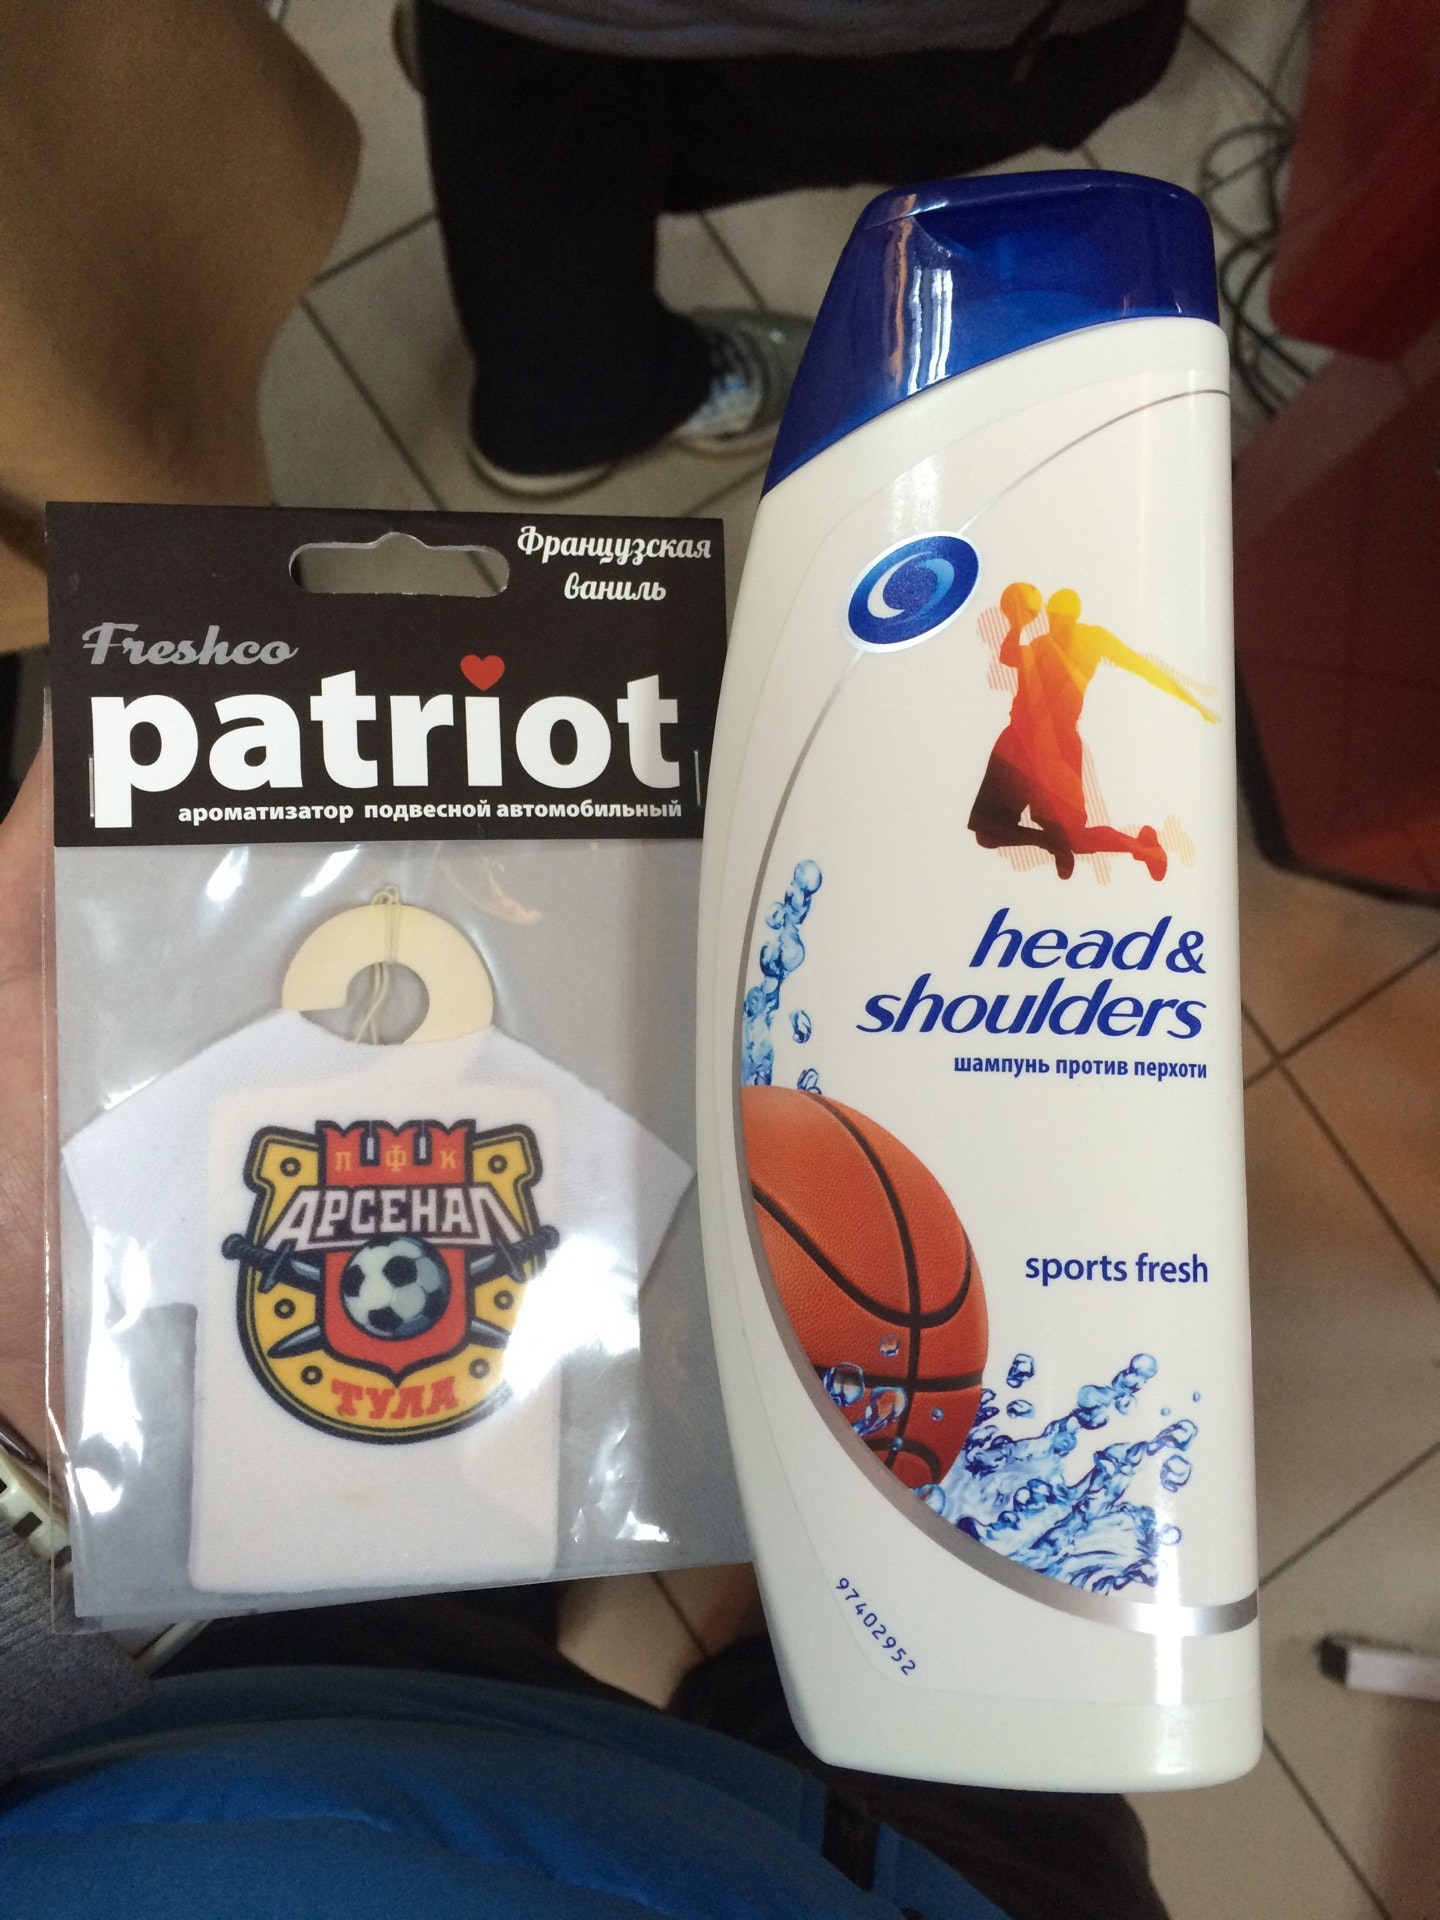 Французская
ваниль
Freshco
patriot
ароматизатор подвесной автомобильный
ПФК
АРСЕНАЛ
ТУЛА
head &
shoulders
шампунь против перхоти
sports fresh
97402952